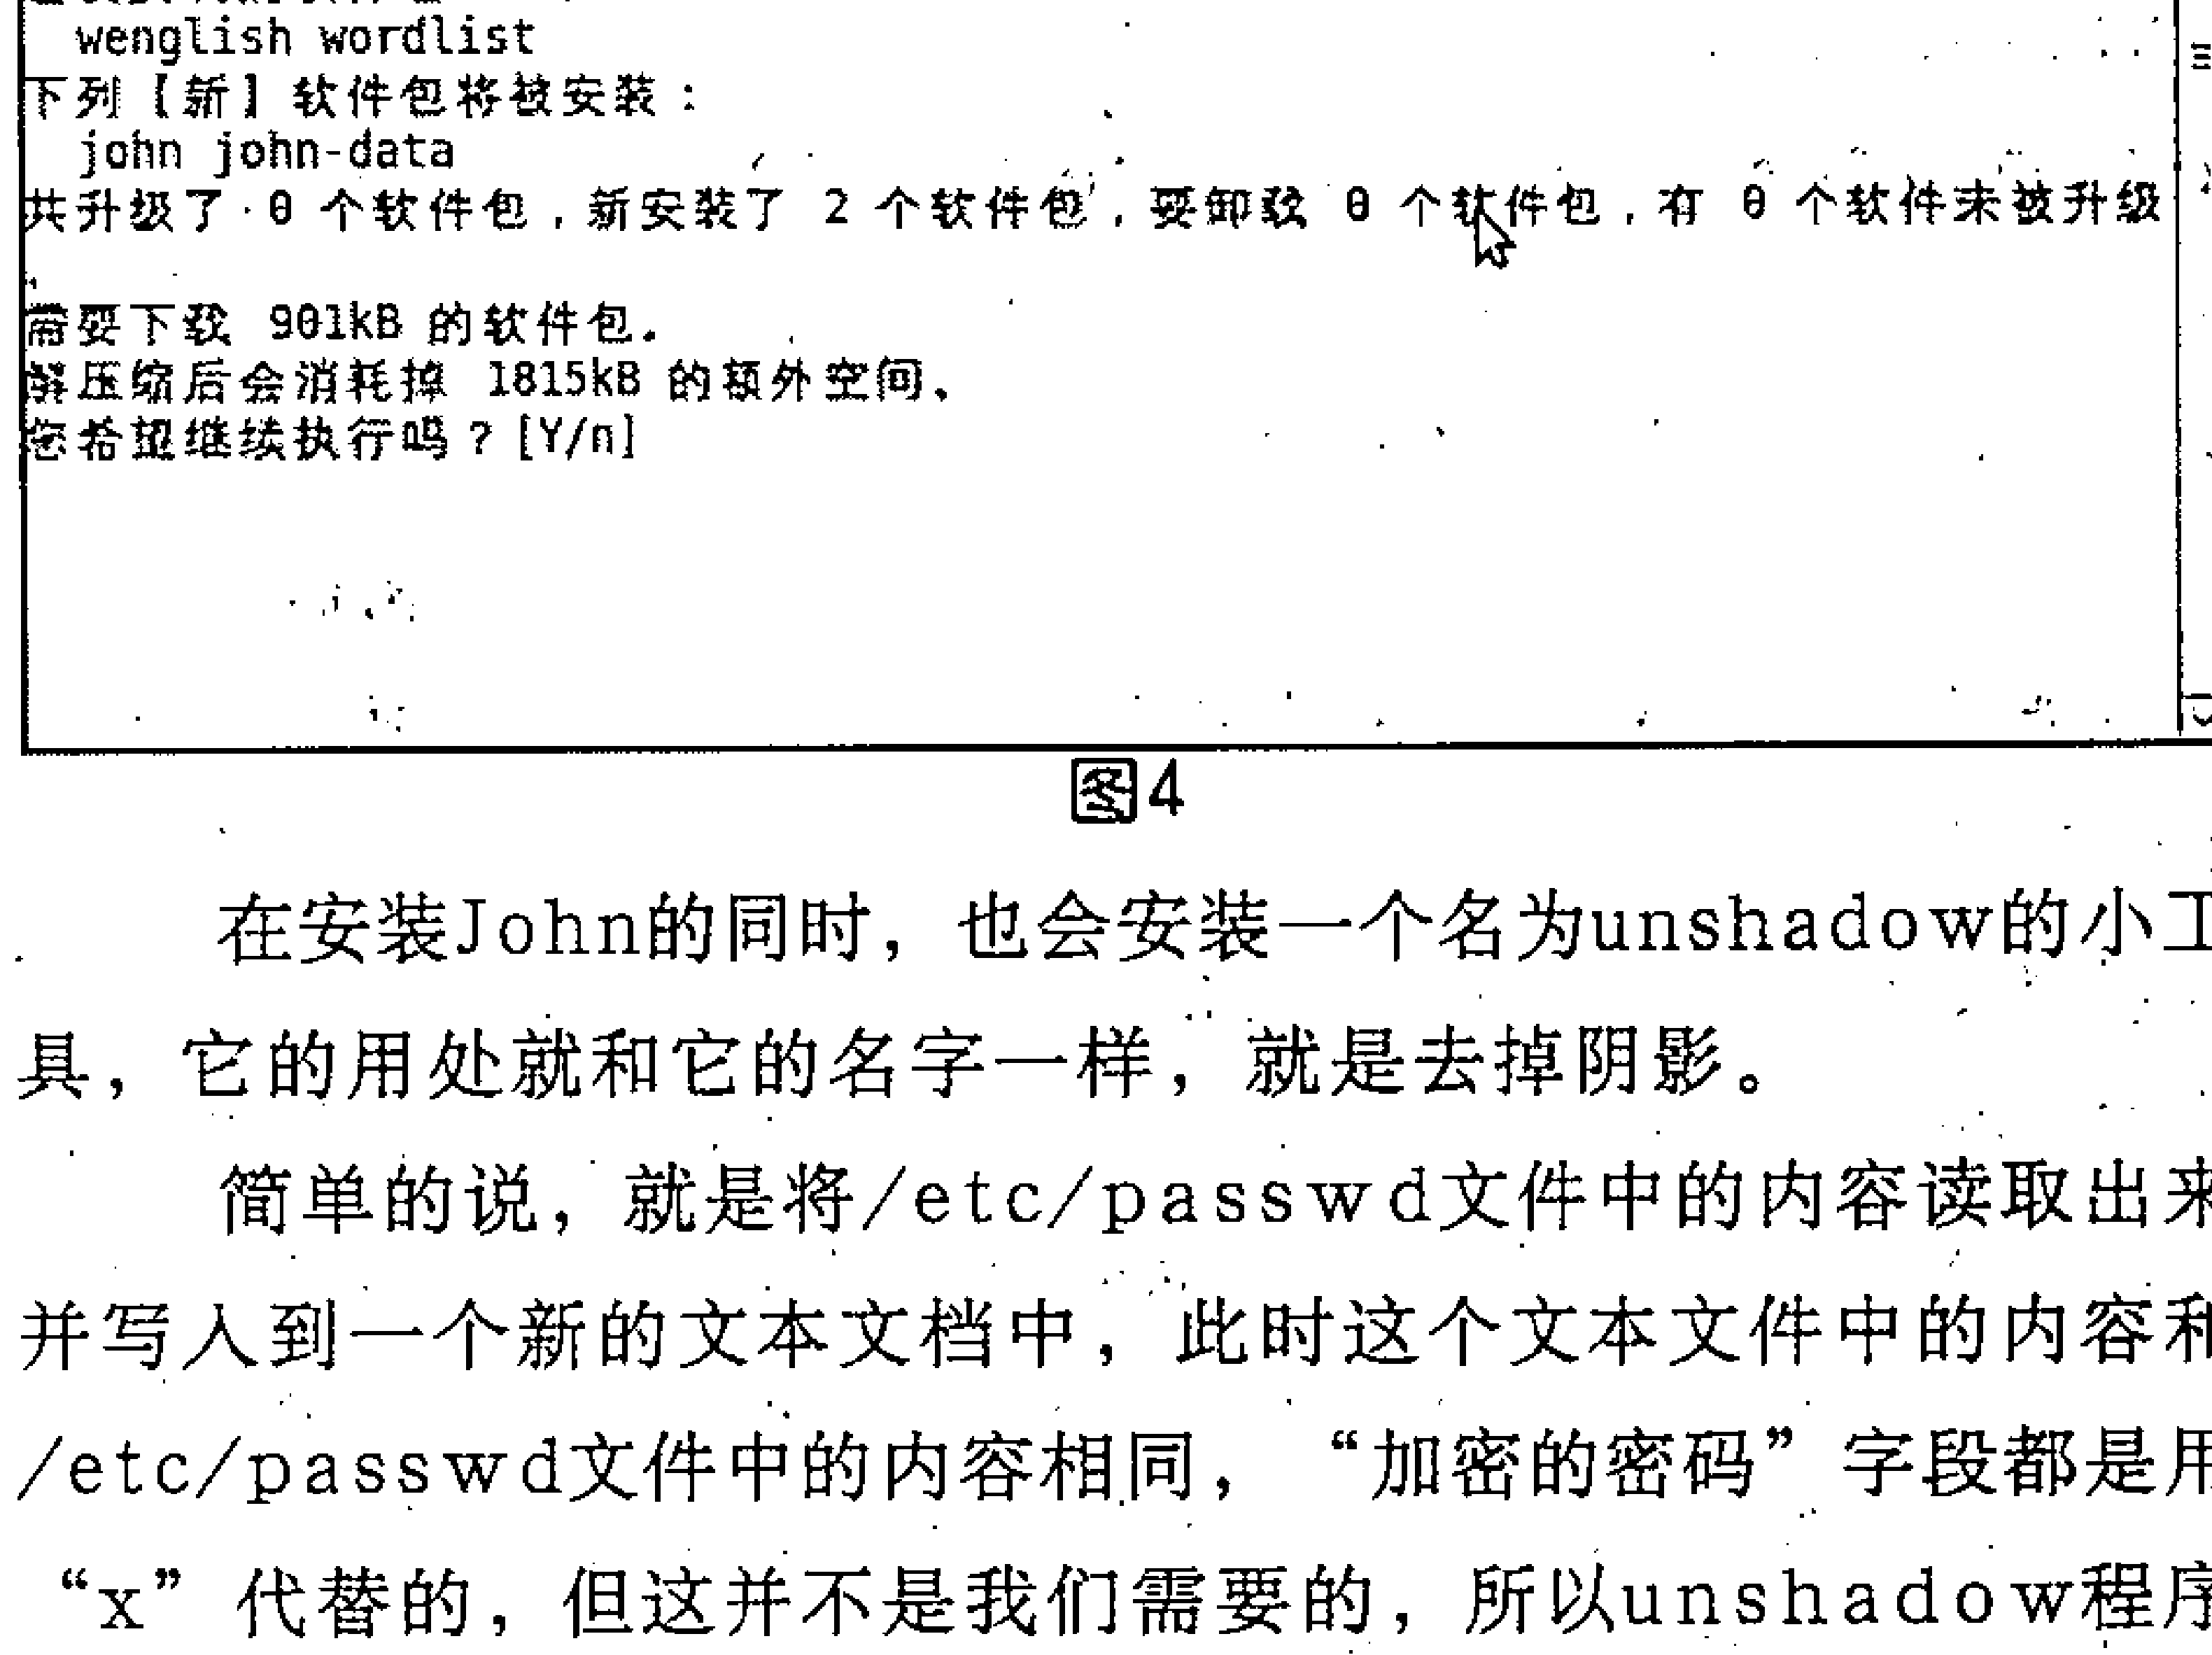 wenglish wordlist
下列【新】软件包将被安装：
john john-data
共升级了 0 个软件包，新安装了 2 个软件包，要卸载 0 个软件包，有 0 个软件未被升级
。
需要下载 901kB 的软件包。
解压缩后会消耗掉 1815kB 的额外空间。
您希望继续执行吗？[Y/n]
图4
在安装John的同时，也会安装一个名为unshadow的小工
具，它的用处就和它的名字一样，就是去掉阴影。
简单的说，就是将/etc/passwd文件中的内容读取出来
并写入到一个新的文本文档中，此时这个文本文件中的内容和
/etc/passwd文件中的内容相同，“加密的密码”字段都是用
“x”代替的，但这并不是我们需要的，所以unshadow程序